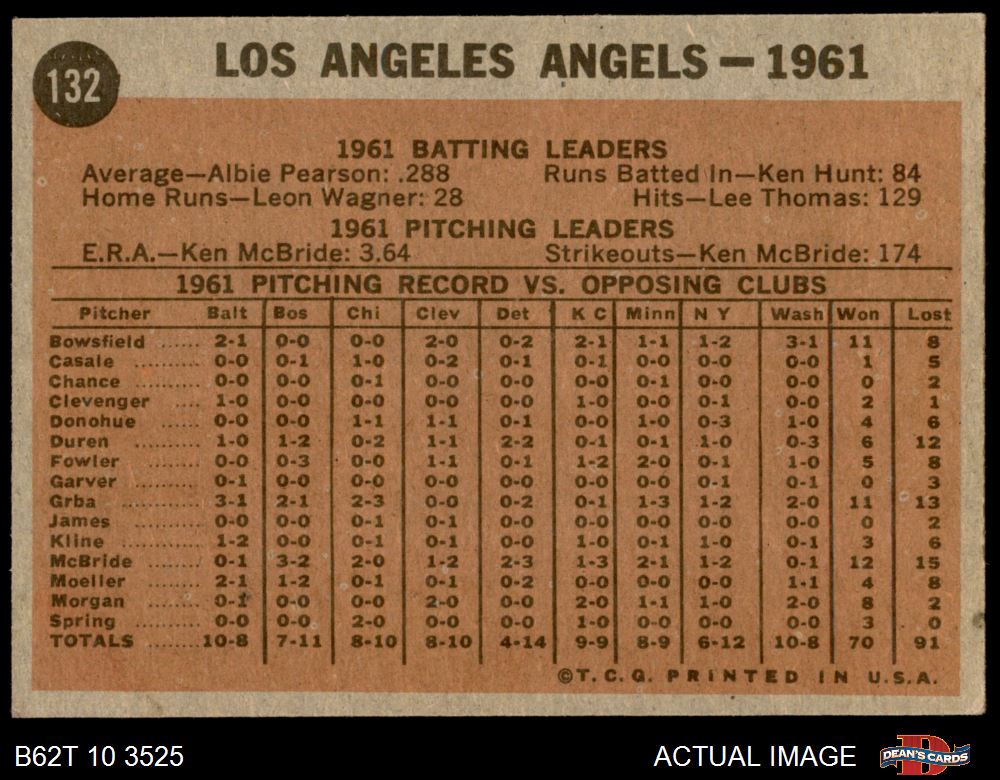 132
LOS ANGELES ANGELS — 1961
1961 BATTING LEADERS
Average—Albie Pearson: .288 Runs Batted In—Ken Hunt: 84
Home Runs—Leon Wagner: 28 Hits—Lee Thomas: 129
1961 PITCHING LEADERS
E.R.A.—Ken McBride: 3.64 Strikeouts—Ken McBride: 174
1961 PITCHING RECORD VS. OPPOSING CLUBS
Pitcher Balt Bos Chi Clev Det K C Minn N Y Wash Won Lost
Bowsfield ...... 2-1 0-0 0-0 2-0 0-2 2-1 1-1 1-2 3-1 11 8
Casale .......... 0-0 0-1 1-0 0-2 0-1 0-1 0-0 0-0 0-0 1 5
Chance ........ 0-0 0-0 0-1 0-0 0-0 0-0 0-1 0-0 0-0 0 2
Clevenger .... 1-0 0-0 0-0 0-0 0-0 1-0 0-0 0-1 0-0 2 1
Donohue ...... 0-0 0-0 1-1 1-1 0-1 0-0 1-0 0-3 1-0 4 6
Duren .......... 1-0 1-2 0-2 1-1 2-2 0-1 0-1 1-0 0-3 6 12
Fowler ......... 0-0 0-3 0-0 1-1 0-1 1-2 2-0 0-1 1-0 5 8
Garver ......... 0-1 0-0 0-0 0-0 0-0 0-0 0-0 0-1 0-1 0 3
Grba ............ 3-1 2-1 2-3 0-0 0-2 0-1 1-3 1-2 2-0 11 13
James .......... 0-0 0-0 0-1 0-1 0-0 0-0 0-0 0-0 0-0 0 2
Kline ............ 1-2 0-0 0-1 0-1 1-0 0-0 0-1 1-0 0-1 3 6
McBride ....... 0-1 3-2 2-0 1-2 2-3 1-3 2-1 1-2 0-1 12 15
Moeller ........ 2-1 1-2 0-1 0-1 0-2 0-0 0-0 0-0 1-1 4 8
Morgan ........ 0-1 0-0 0-0 2-0 0-0 2-0 1-1 1-0 2-0 8 2
Spring .......... 0-0 0-0 2-0 0-0 0-0 1-0 0-0 0-0 0-0 3 0
TOTALS ......10-8 7-11 8-10 8-10 4-14 9-9 8-9 6-12 10-8 70 91
©T. C. G. PRINTED IN U.S.A.
B62T 10 3525 ACTUAL IMAGE DEAN'S CARDS